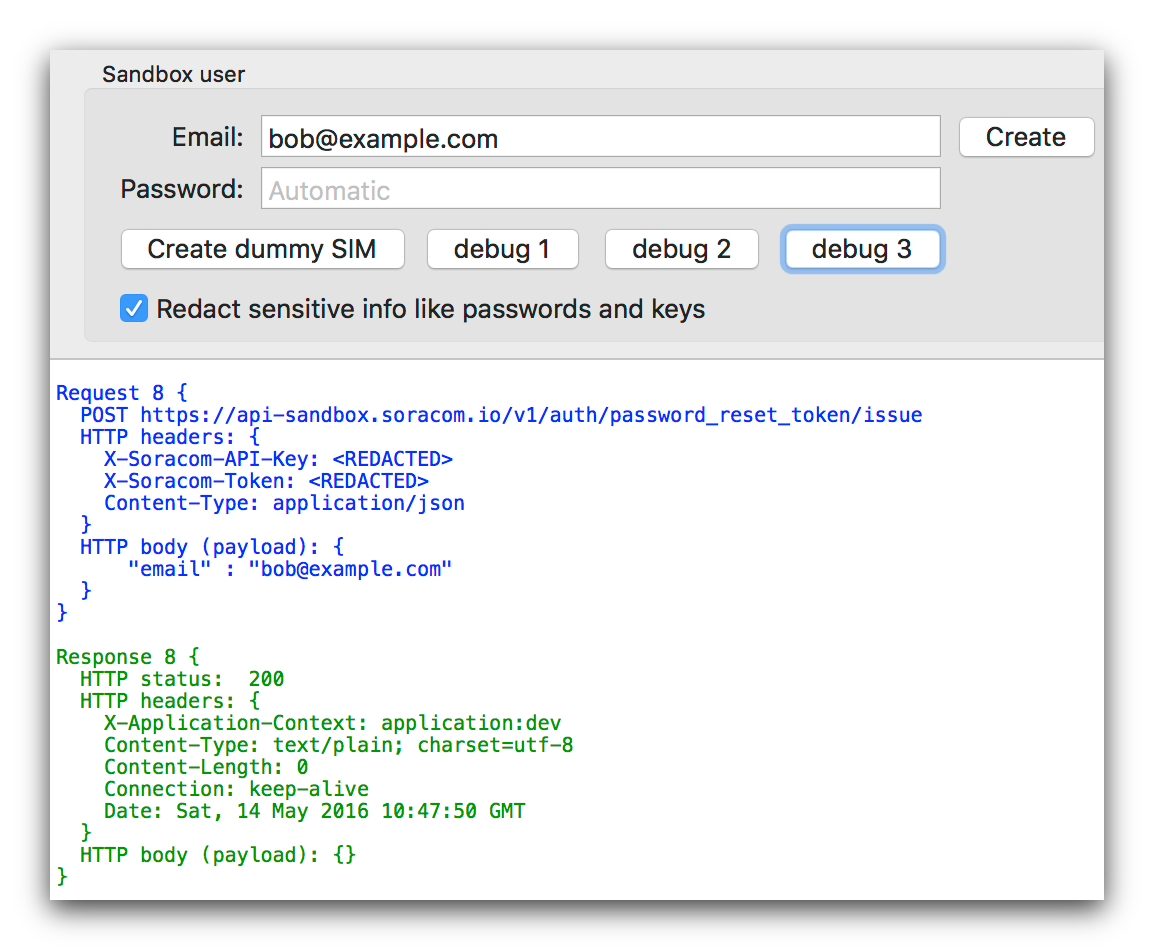 Sandbox user
Email: bob@example.com Create
Password: Automatic
Create dummy SIM debug 1 debug 2 debug 3
Redact sensitive info like passwords and keys
Request 8 {
  POST https://api-sandbox.soracom.io/v1/auth/password_reset_token/issue
  HTTP headers: {
    X-Soracom-API-Key: <REDACTED>
    X-Soracom-Token: <REDACTED>
    Content-Type: application/json
  }
  HTTP body (payload): {
      "email" : "bob@example.com"
  }
}
Response 8 {
  HTTP status:  200
  HTTP headers: {
    X-Application-Context: application:dev
    Content-Type: text/plain; charset=utf-8
    Content-Length: 0
    Connection: keep-alive
    Date: Sat, 14 May 2016 10:47:50 GMT
  }
  HTTP body (payload): {}
}